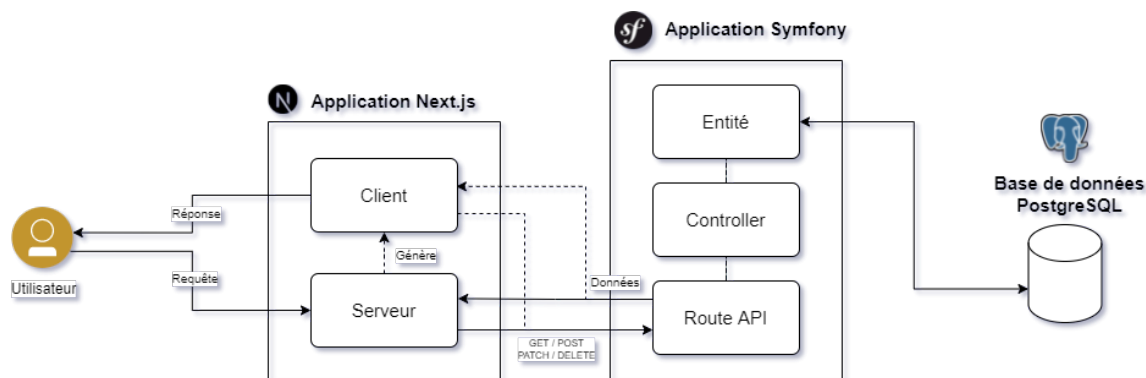 sf
Application Symfony
N
Application Next.js
Entité
Client
Controller
Base de données
PostgreSQL
Réponse
Génère
Requête
Données
Utilisateur
Serveur
Route API
GET / POST
PATCH / DELETE